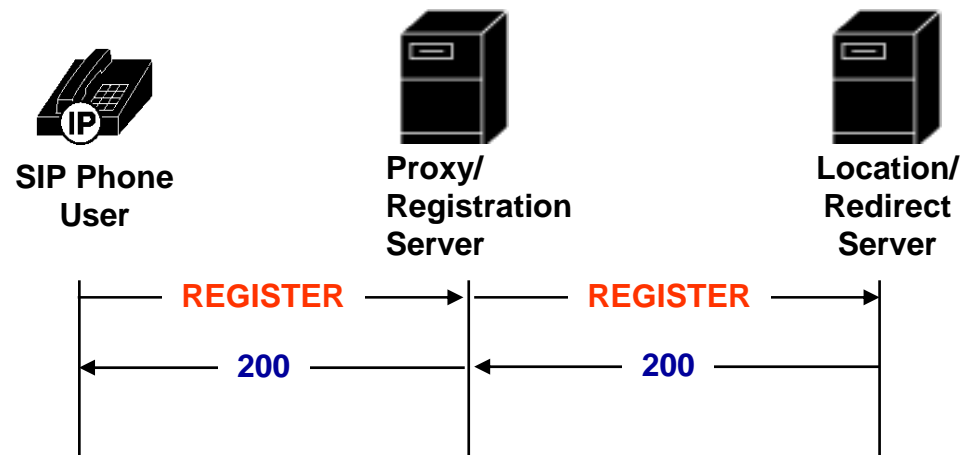 IP
SIP Phone
User
Proxy/
Registration
Server
Location/
Redirect
Server
REGISTER
REGISTER
200
200